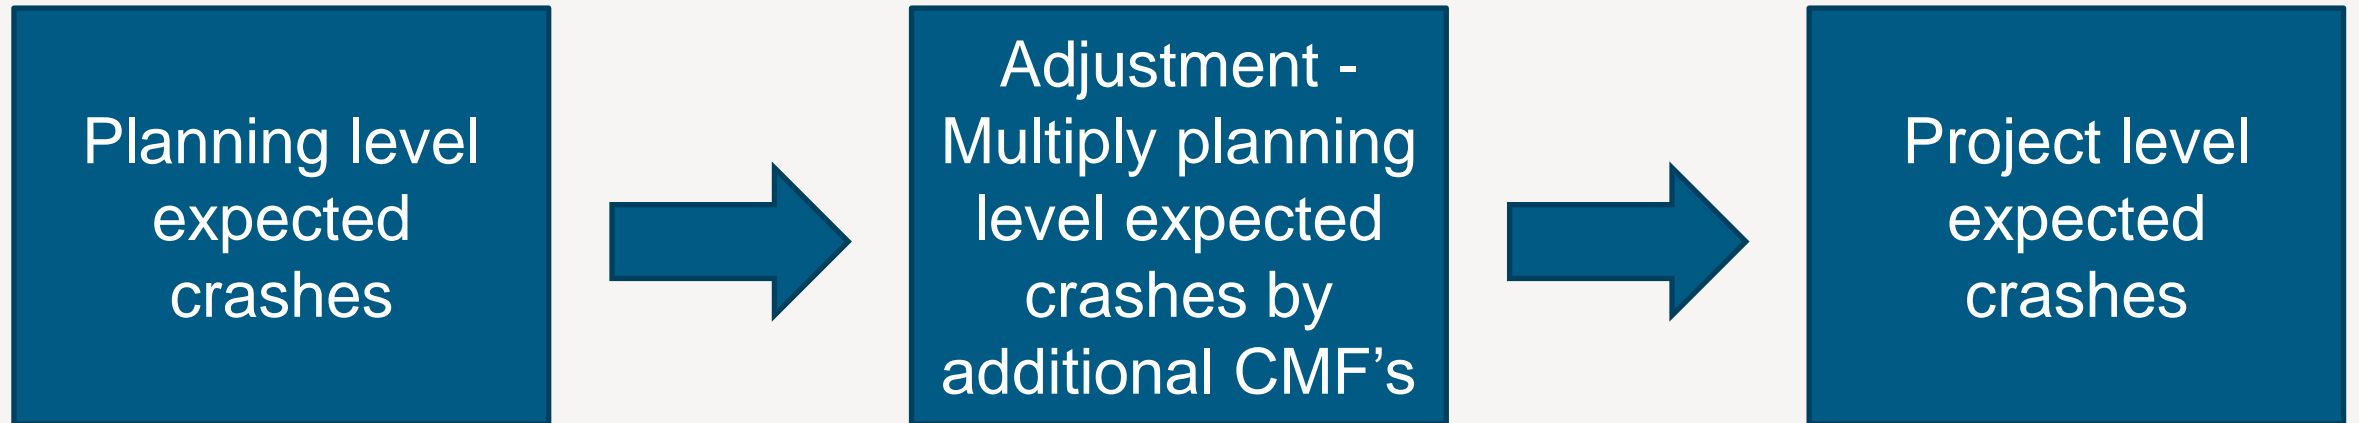 Planning level
expected
crashes
Adjustment -
Multiply planning
level expected
crashes by
additional CMF’s
Project level
expected
crashes